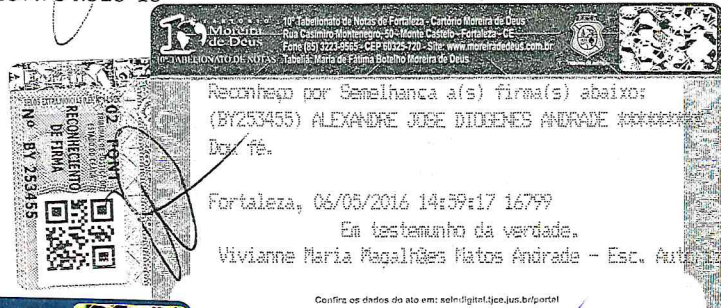 ANTONIO
Moreira
de Deus
10º TABELIONATO DE NOTAS
10º Tabelionato de Notas de Fortaleza - Cartório Moreira de Deus
Rua Casimiro Montenegro, 50 - Monte Castelo - Fortaleza - CE
Fone (85) 3223-9565 - CEP 60325-720 - Site: www.moreiradedeus.com.br
Tabeliã: Maria de Fátima Botelho Moreira de Deus
RECONHECIMENTO
DE FIRMA
Nº BY 253455
Reconheço por Semelhança a(s) firma(s) abaixo:
(BY253455) ALEXANDRE JOSE DIOGENES ANDRADE **********
Dou fé.
Fortaleza, 06/05/2016 14:39:17 16799
Em testemunho da verdade.
Vivianne Maria Magalhães Matos Andrade - Esc. Autoriz
Confira os dados do ato em: selodigital.tjce.jus.br/portal